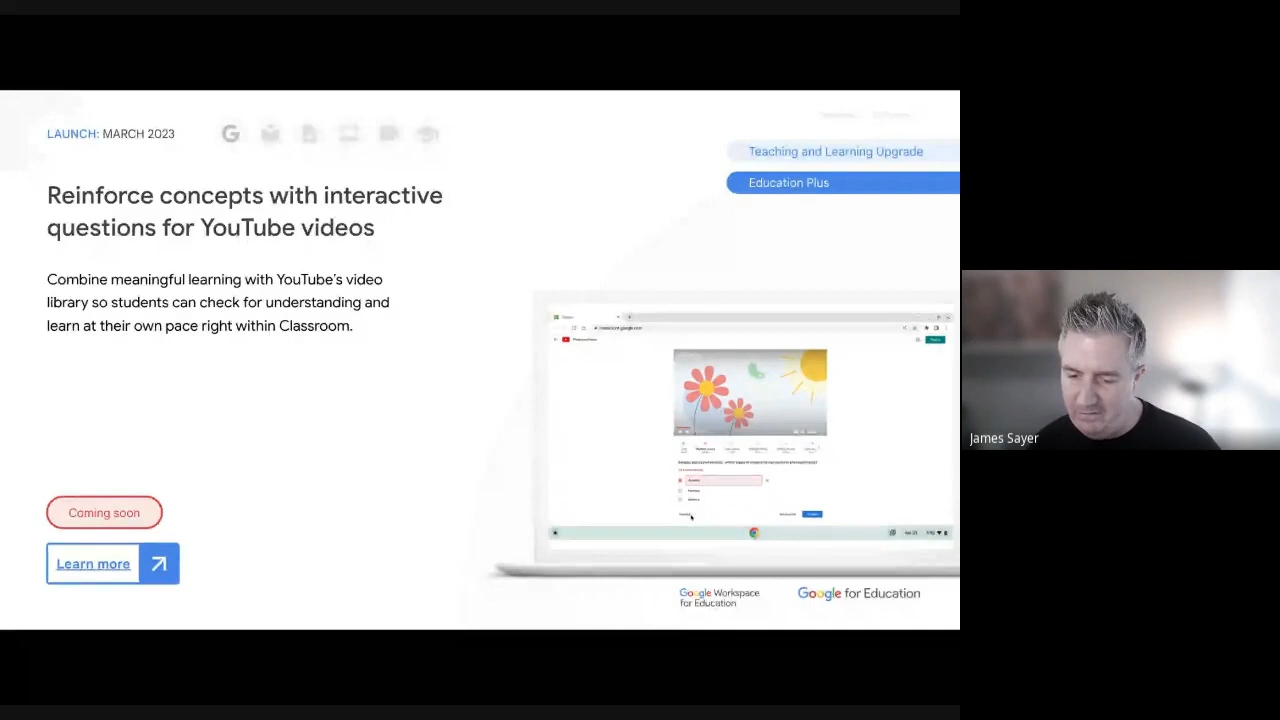 LAUNCH: MARCH 2023
Teaching and Learning Upgrade
Education Plus
Reinforce concepts with interactive
questions for YouTube videos
Combine meaningful learning with YouTube's video
library so students can check for understanding and
learn at their own pace right within Classroom.
Coming soon
Learn more
Google Workspace
for Education
Google for Education
James Sayer